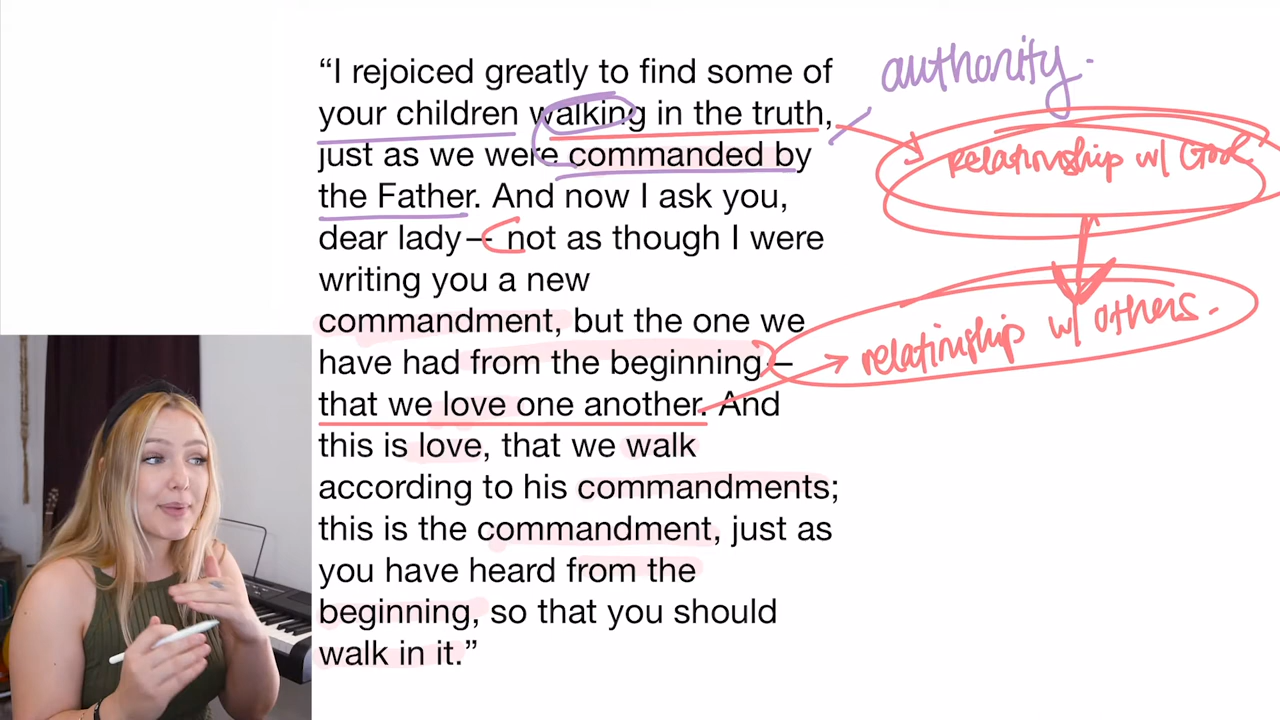 “I rejoiced greatly to find some of
your children walking in the truth,
just as we were commanded by
the Father. And now I ask you,
dear lady — not as though I were
writing you a new
commandment, but the one we
have had from the beginning —
that we love one another. And
this is love, that we walk
according to his commandments;
this is the commandment, just as
you have heard from the
beginning, so that you should
walk in it.”
authority.
relationship w/ God.
relationship w/ others.